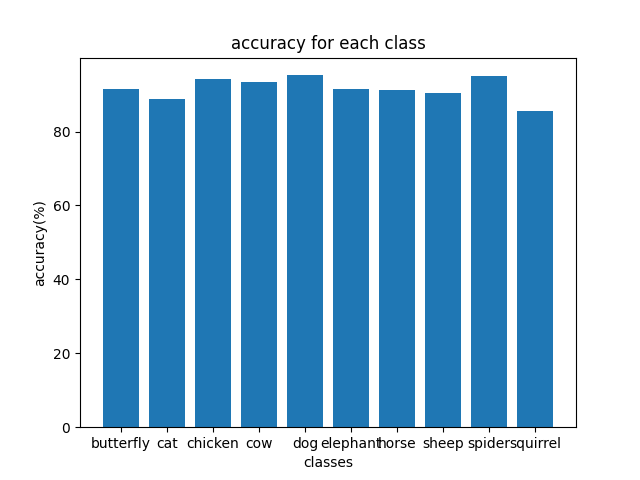 accuracy for each class
accuracy(%)
80
60
40
20
0
butterfly cat chicken cow dog elephant horse sheep spider squirrel
classes